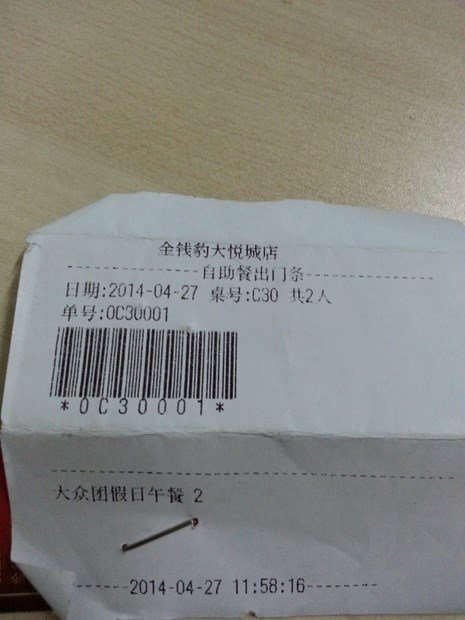 金钱豹大悦城店
-----------------自助餐出门条-----------------
日期:2014-04-27 桌号:C30 共2人
单号:0C30001
*0C30001*
大众团假日午餐 2
------2014-04-27 11:58:16--------